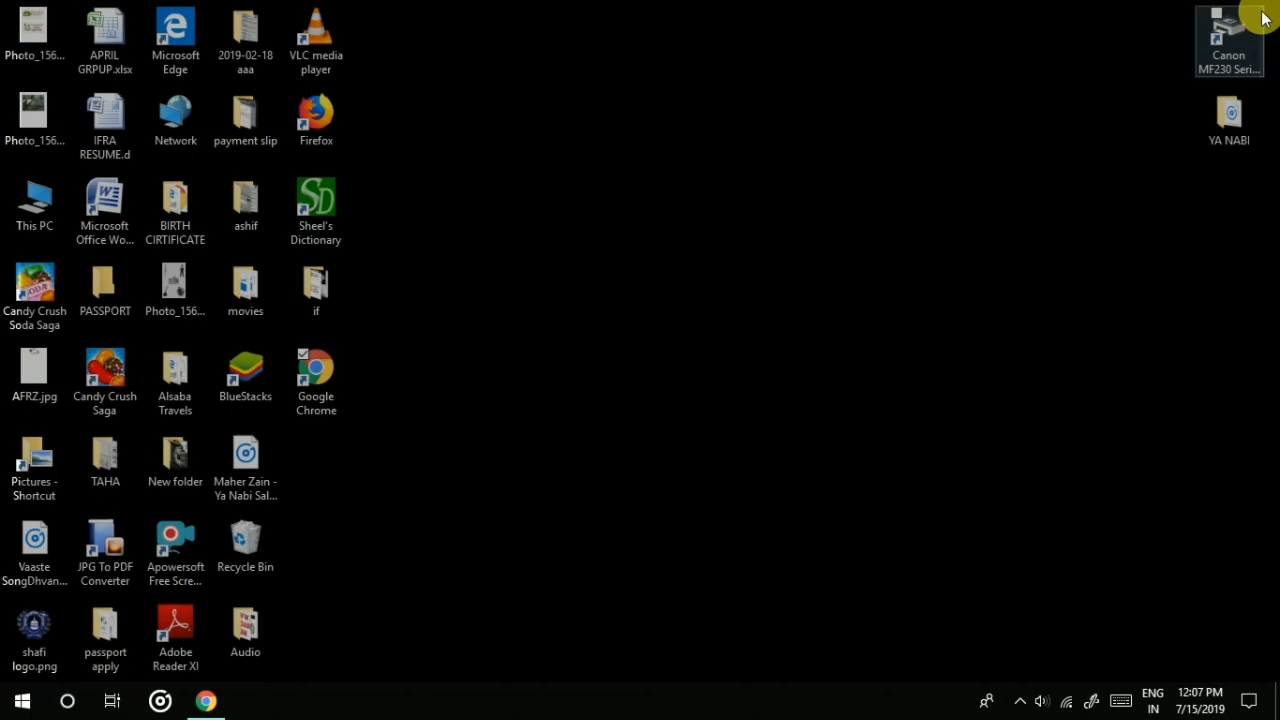 Photo_156...
APRIL
GRPUP.xlsx
Microsoft
Edge
2019-02-18
aaa
VLC media
player
Canon
MF230 Seri...
Photo_156...
IFRA
RESUME.d
Network
payment slip
Firefox
YA NABI
This PC
Microsoft
Office Wo...
BIRTH
CIRTIFICATE
ashif
SD
Sheel's
Dictionary
Candy Crush
Soda Saga
PASSPORT
Photo_156...
movies
if
AFRZ.jpg
Candy Crush
Saga
Alsaba
Travels
BlueStacks
Google
Chrome
Pictures -
Shortcut
TAHA
New folder
Maher Zain -
Ya Nabi Sal...
Vaaste
SongDhvan...
JPG To PDF
Converter
Apowersoft
Free Scre...
Recycle Bin
shafi
logo.png
passport
apply
Adobe
Reader XI
Audio
ENG
IN
12:07 PM
7/15/2019